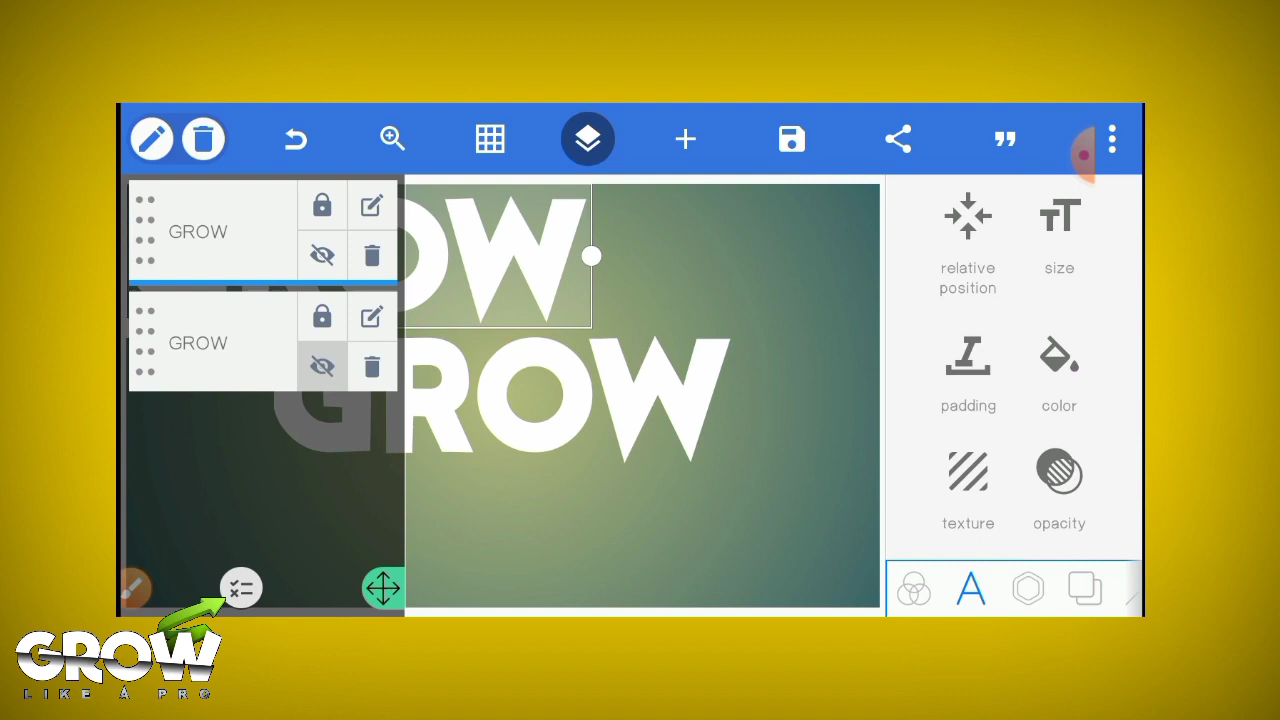 GROW
GROW
OW
GROW
relative
position
size
padding
color
texture
opacity
GROW
LIKE A PRO